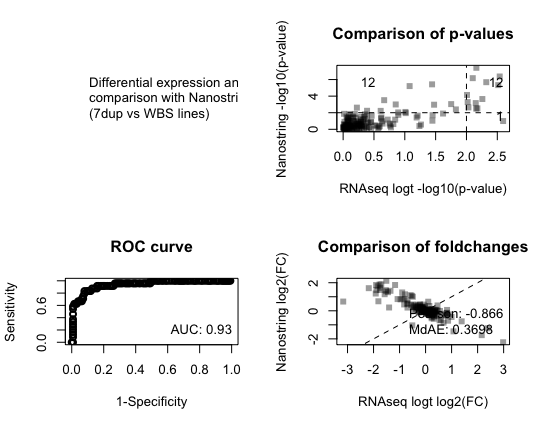 Differential expression an
comparison with Nanostri
(7dup vs WBS lines)
Comparison of p-values
Nanostring -log10(p-value)
12
12
1
0
4
0.0 0.5 1.0 1.5 2.0 2.5
RNAseq logt -log10(p-value)
ROC curve
Sensitivity
0.0
0.6
AUC: 0.93
0.0 0.2 0.4 0.6 0.8 1.0
1-Specificity
Comparison of foldchanges
Nanostring log2(FC)
-2
0
2
Pearson: -0.866
MdAE: 0.3698
-3 -2 -1 0 1 2 3
RNAseq logt log2(FC)